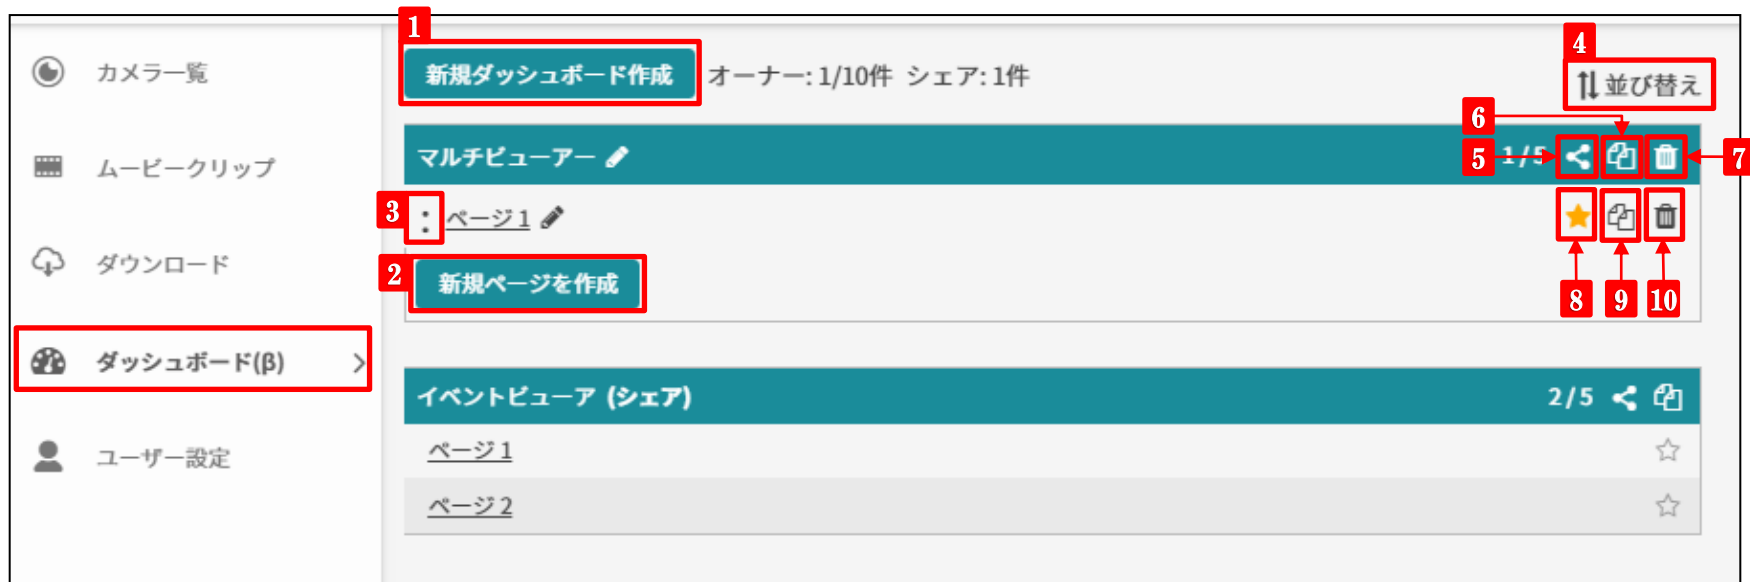 1
新規ダッシュボード作成 オーナー: 1/10件 シェア: 1件
4
並び替え
カメラ一覧
ムービークリップ
ダウンロード
ダッシュボード(β)
ユーザー設定
6
マルチビューアー 5 1/5 7
3 ページ 1
2 新規ページを作成
8 9 10
イベントビューア (シェア) 2/5
ページ 1
ページ 2